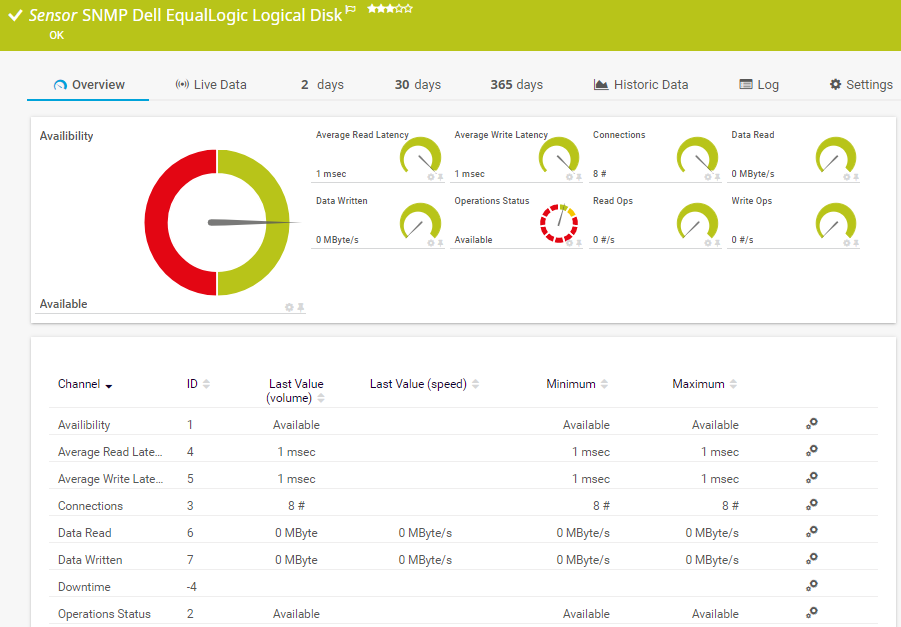 Sensor SNMP Dell EqualLogic Logical Disk
OK
Overview Live Data 2 days 30 days 365 days Historic Data Log Settings
Availibility
Available
Average Read Latency
1 msec
Average Write Latency
1 msec
Connections
8 #
Data Read
0 MByte/s
Data Written
0 MByte/s
Operations Status
Available
Read Ops
0 #/s
Write Ops
0 #/s
Channel ID Last Value (volume) Last Value (speed) Minimum Maximum
Availibility 1 Available Available Available
Average Read Late... 4 1 msec 1 msec 1 msec
Average Write Late... 5 1 msec 1 msec 1 msec
Connections 3 8 # 8 # 8 #
Data Read 6 0 MByte 0 MByte/s 0 MByte/s 0 MByte/s
Data Written 7 0 MByte 0 MByte/s 0 MByte/s 0 MByte/s
Downtime -4
Operations Status 2 Available Available Available